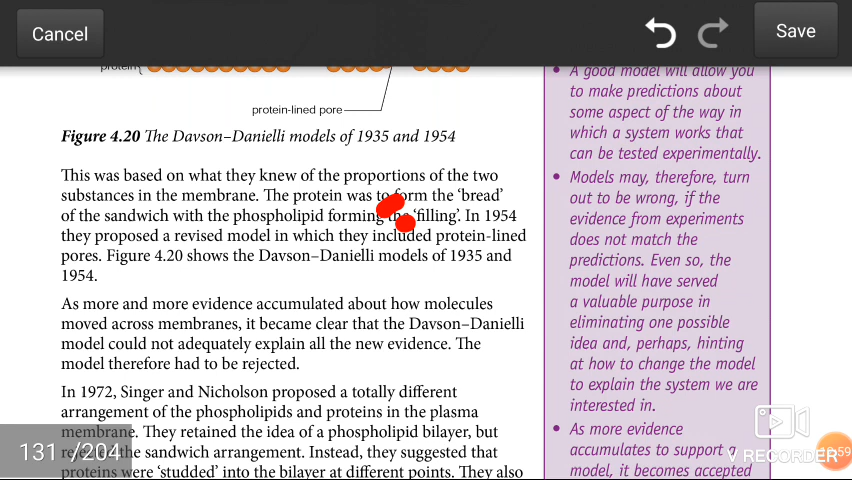 Cancel
Save
protein
protein-lined pore
Figure 4.20 The Davson–Danielli models of 1935 and 1954
This was based on what they knew of the proportions of the two
substances in the membrane. The protein was to form the ‘bread’
of the sandwich with the phospholipid forming the ‘filling’. In 1954
they proposed a revised model in which they included protein-lined
pores. Figure 4.20 shows the Davson–Danielli models of 1935 and
1954.
As more and more evidence accumulated about how molecules
moved across membranes, it became clear that the Davson–Danielli
model could not adequately explain all the new evidence. The
model therefore had to be rejected.
In 1972, Singer and Nicholson proposed a totally different
arrangement of the phospholipids and proteins in the plasma
membrane. They retained the idea of a phospholipid bilayer, but
the sandwich arrangement. Instead, they suggested that
proteins were ‘studded’ into the bilayer at different points. They also
• A good model will allow you
to make predictions about
some aspect of the way in
which a system works that
can be tested experimentally.
• Models may, therefore, turn
out to be wrong, if the
evidence from experiments
does not match the
predictions. Even so, the
model will have served
a valuable purpose in
eliminating one possible
idea and, perhaps, hinting
at how to change the model
to explain the system we are
interested in.
• As more evidence
accumulates to support a
model, it becomes accepted
131 /204
V RECORDER